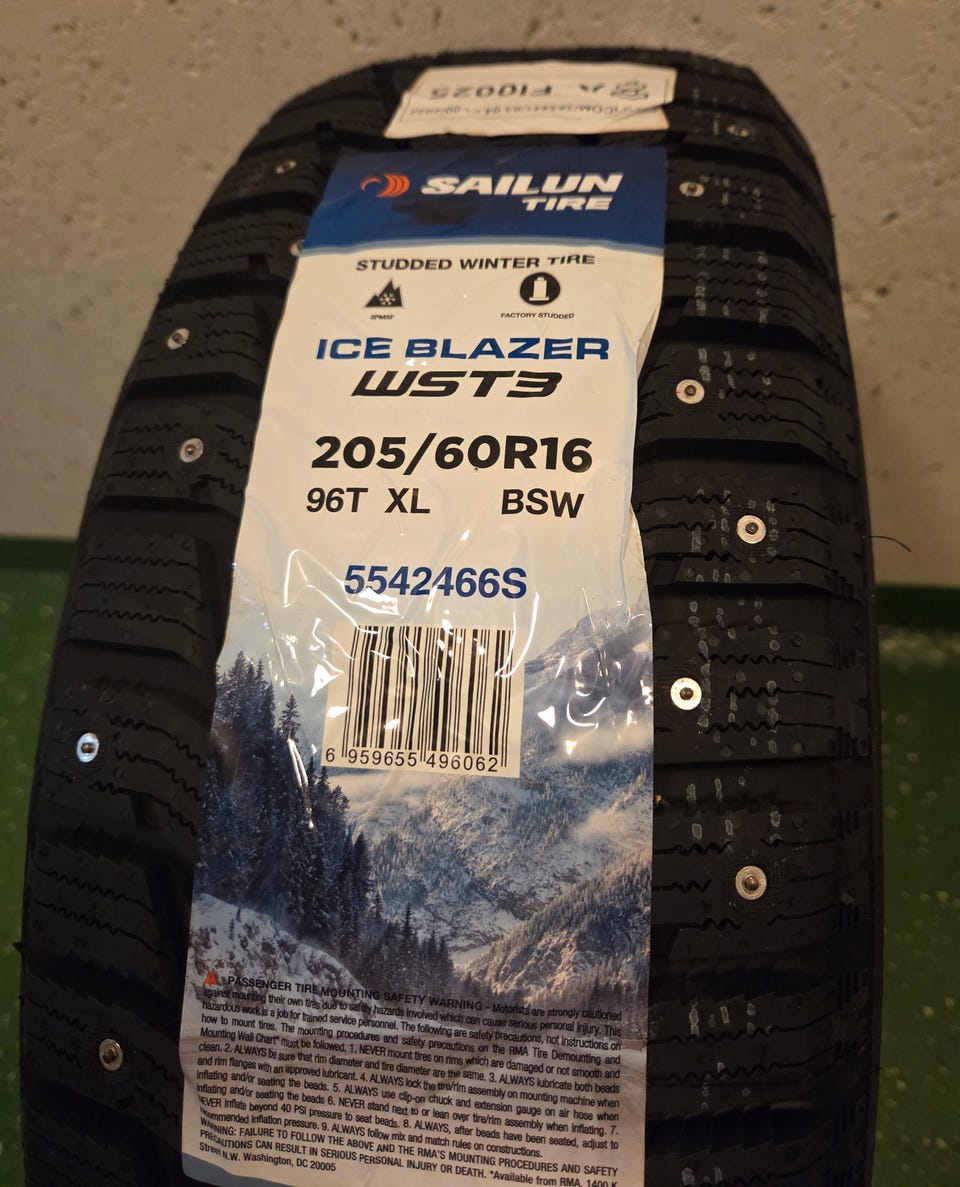 F10025
SAILUN
TIRE
STUDDED WINTER TIRE
3PMSF
FACTORY STUDDED
ICE BLAZER
WST3
205/60R16
96T XL BSW
5542466S
6 959655 496062
PASSENGER TIRE MOUNTING SAFETY WARNING - Motorists are strongly cautioned
against mounting their own tires due to safety hazards involved which can cause serious personal injury. This
hazardous work is a job for trained service personnel. The following are safety precautions, not instructions on
how to mount tires. The mounting procedures and safety precautions on the RMA Tire Demounting and
Mounting Wall Chart* must be followed. 1. NEVER mount tires on rims which are damaged or not smooth and
clean. 2. ALWAYS be sure that rim diameter and tire diameter are the same. 3. ALWAYS lubricate both beads
and rim flanges with an approved lubricant. 4. ALWAYS lock the tire/rim assembly on mounting machine when
inflating and/or seating the beads. 5. ALWAYS use clip-on chuck and extension gauge on air hose when
inflating and/or seating the beads 6. NEVER stand next to or lean over tire/rim assembly when inflating. 7.
NEVER Inflate beyond 40 PSI pressure to seat beads. 8. ALWAYS, after beads have been seated, adjust to
recommended inflation pressure. 9. ALWAYS follow mix and match rules on constructions.
WARNING: FAILURE TO FOLLOW THE ABOVE AND THE RMA'S MOUNTING PROCEDURES AND SAFETY
PRECAUTIONS CAN RESULT IN SERIOUS PERSONAL INJURY OR DEATH. *Available from RMA, 1400 K
Street N.W. Washington, DC 20005